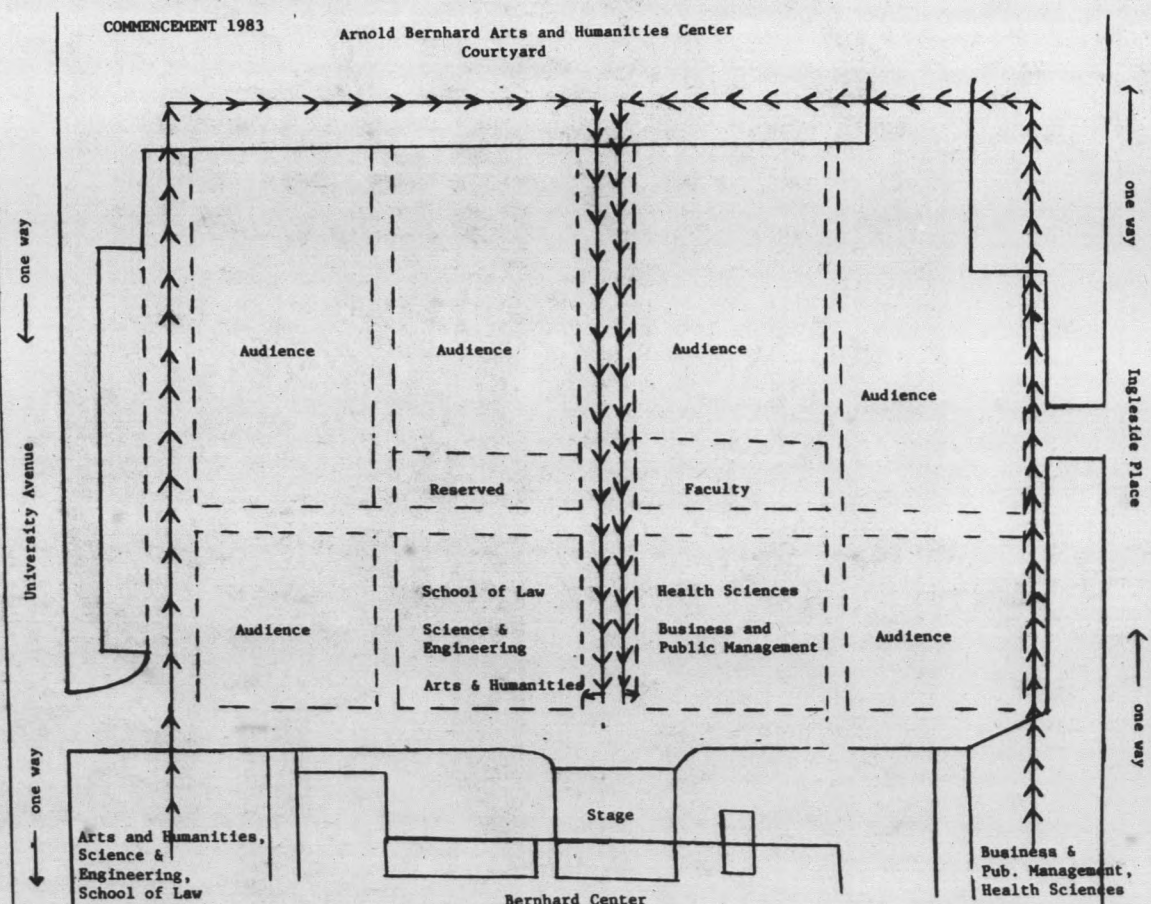 COMMENCEMENT 1983
Arnold Bernhard Arts and Humanities Center
Courtyard
one way
University Avenue
one way
one way
Ingleside Place
one way
Audience
Audience
Audience
Audience
Reserved
Faculty
Audience
School of Law
Science &
Engineering
Arts & Humanities
Health Sciences
Business and
Public Management
Audience
Stage
Arts and Humanities,
Science &
Engineering,
School of Law
Business &
Pub. Management,
Health Sciences
Bernhard Center